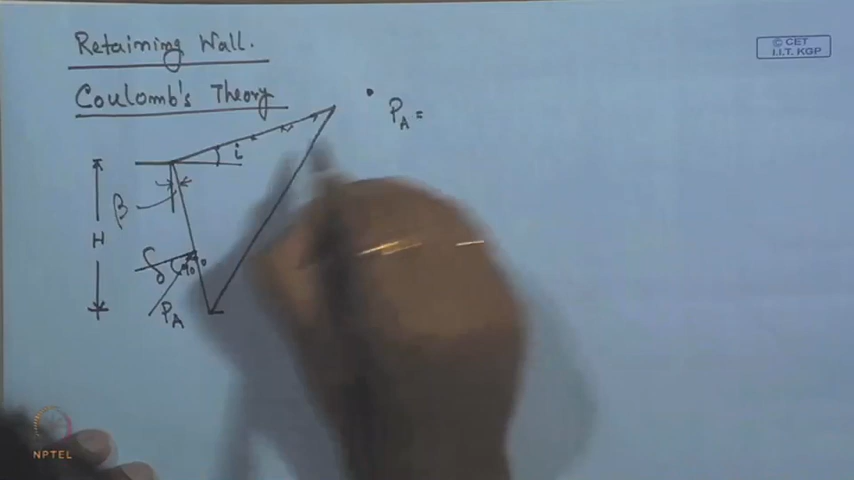 Retaining Wall.
© CET
I.I.T. KGP
Coulomb's Theory
P_A =
i
β
H
δ
90°
P_A
NPTEL